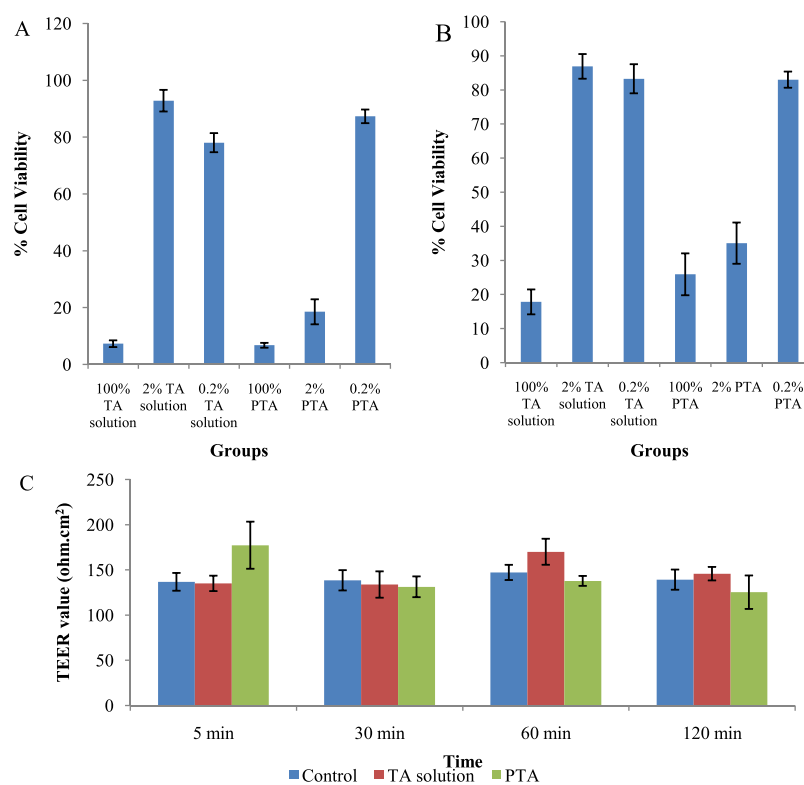 A
% Cell Viability
120
100
80
60
40
20
0
100%
TA
solution
2% TA
solution
0.2%
TA
solution
100%
PTA
2%
PTA
0.2%
PTA
Groups
B
% Cell Viability
100
90
80
70
60
50
40
30
20
10
0
100%
TA
solution
2% TA
solution
0.2%
TA
solution
100%
PTA
2% PTA
0.2%
PTA
Groups
C
TEER value (ohm.cm²)
250
200
150
100
50
0
5 min
30 min
60 min
120 min
Time
Control
TA solution
PTA